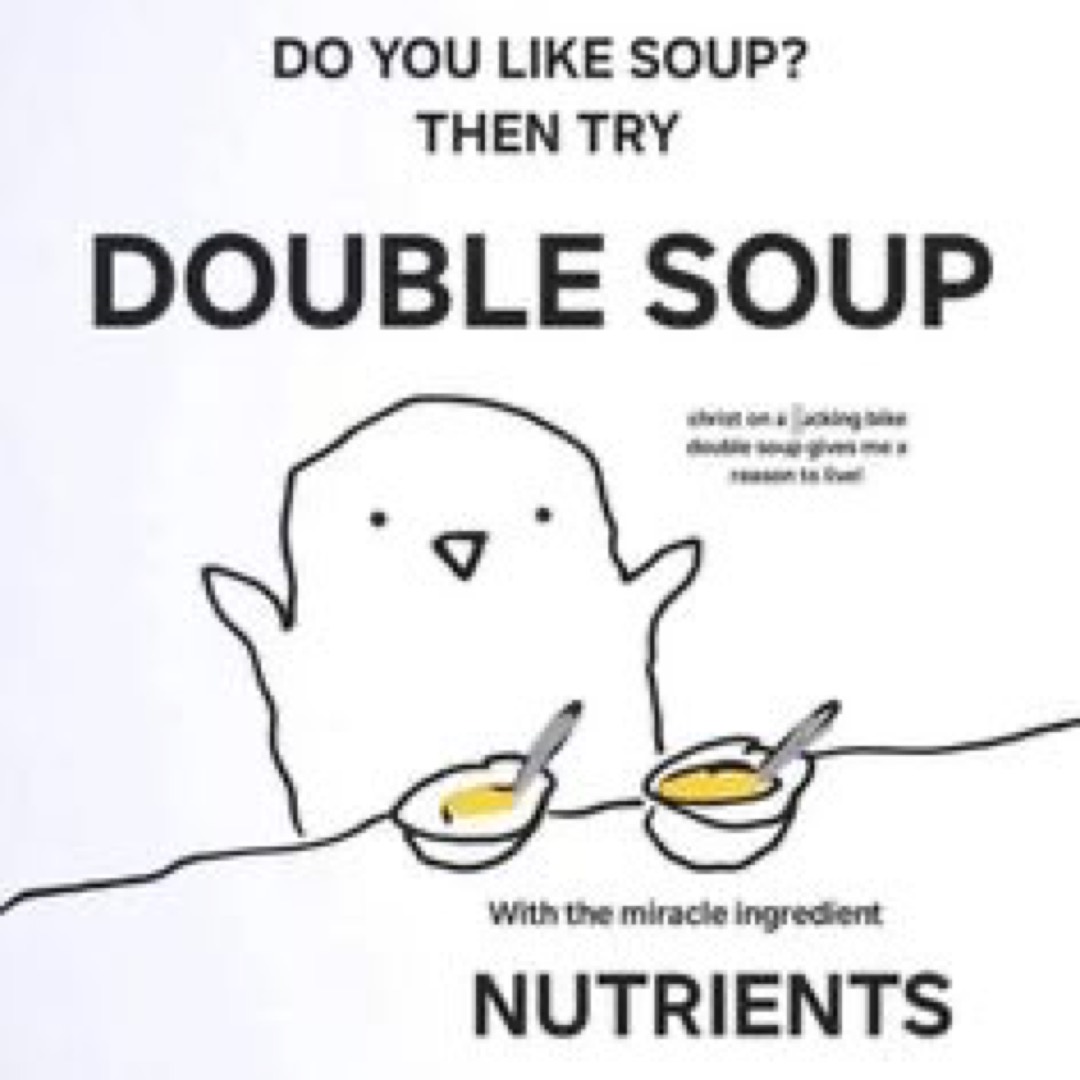 DO YOU LIKE SOUP?
THEN TRY
DOUBLE SOUP
christ on a fucking bike
double soup gives me a
reason to live!
With the miracle ingredient
NUTRIENTS